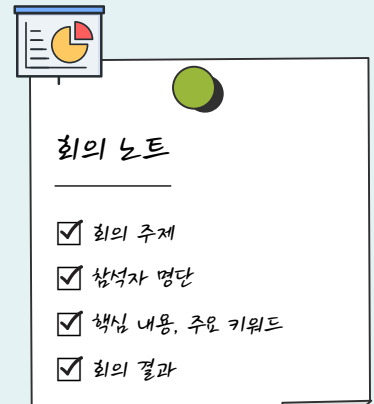 회의 노트
회의 주제
참석자 명단
핵심 내용, 주요 키워드
회의 결과